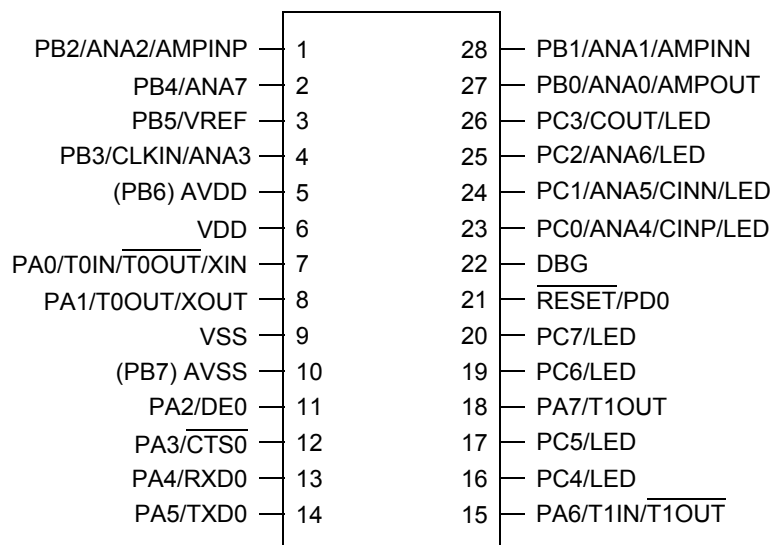 PB2/ANA2/AMPINP 1 28 PB1/ANA1/AMPINN
PB4/ANA7 2 27 PB0/ANA0/AMPOUT
PB5/VREF 3 26 PC3/COUT/LED
PB3/CLKIN/ANA3 4 25 PC2/ANA6/LED
(PB6) AVDD 5 24 PC1/ANA5/CINN/LED
VDD 6 23 PC0/ANA4/CINP/LED
PA0/T0IN/T0OUT/XIN 7 22 DBG
PA1/T0OUT/XOUT 8 21 RESET/PD0
VSS 9 20 PC7/LED
(PB7) AVSS 10 19 PC6/LED
PA2/DE0 11 18 PA7/T1OUT
PA3/CTS0 12 17 PC5/LED
PA4/RXD0 13 16 PC4/LED
PA5/TXD0 14 15 PA6/T1IN/T1OUT